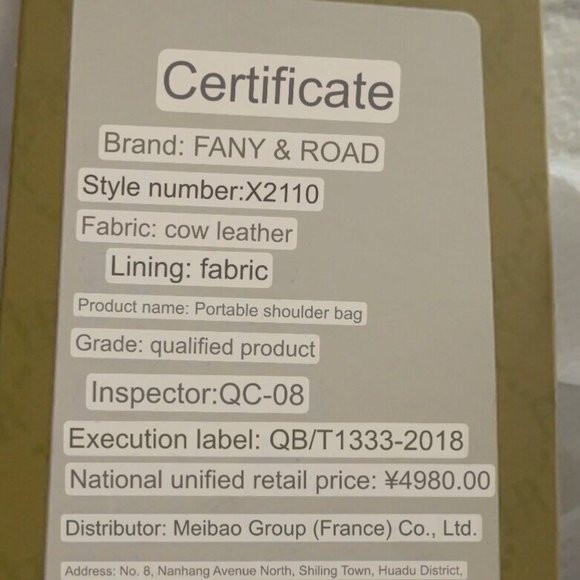 Certificate
Brand: FANY & ROAD
Style number:X2110
Fabric: cow leather
Lining: fabric
Product name: Portable shoulder bag
Grade: qualified product
Inspector:QC-08
Execution label: QB/T1333-2018
National unified retail price: ¥4980.00
Distributor: Meibao Group (France) Co., Ltd.
Address: No. 8, Nanhang Avenue North, Shiling Town, Huadu District,